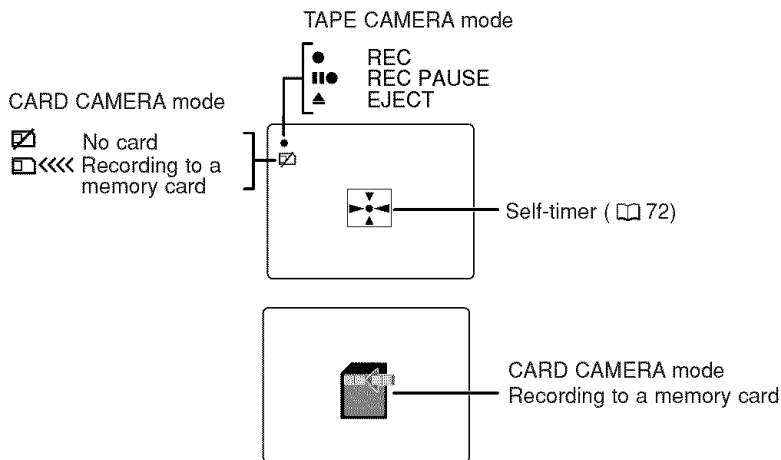 TAPE CAMERA mode
REC
REC PAUSE
EJECT
CARD CAMERA mode
No card
Recording to a
memory card
Self-timer ( 72)
CARD CAMERA mode
Recording to a memory card